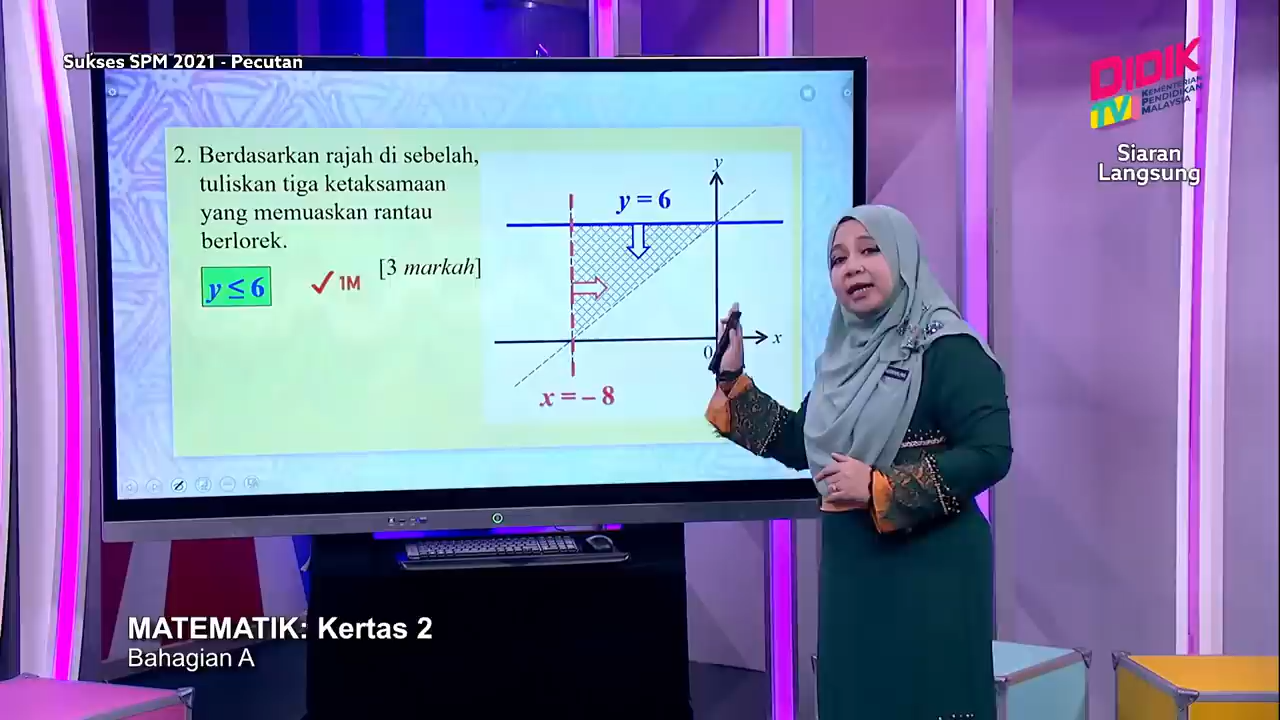 Sukses SPM 2021 - Pecutan
DIDIK
TV
KEMENTERIAN
PENDIDIKAN
MALAYSIA
Siaran
Langsung
2. Berdasarkan rajah di sebelah,
tuliskan tiga ketaksamaan
yang memuaskan rantau
berlorek.
[3 markah]
y ≤ 6
✓ 1M
y
y = 6
x
0
x = – 8
MATEMATIK: Kertas 2
Bahagian A